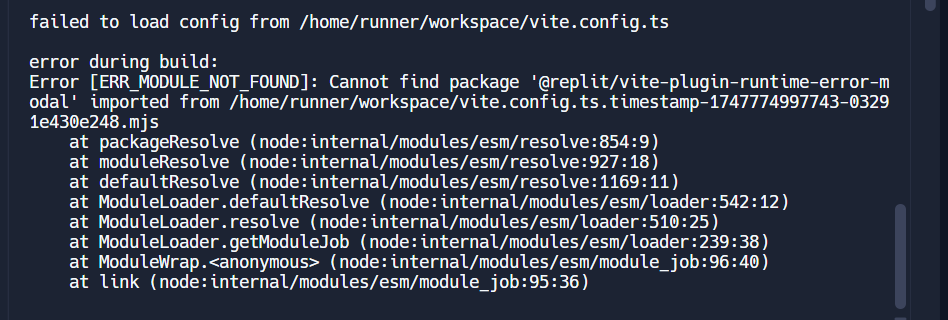 failed to load config from /home/runner/workspace/vite.config.ts
error during build:
Error [ERR_MODULE_NOT_FOUND]: Cannot find package '@replit/vite-plugin-runtime-error-m
odal' imported from /home/runner/workspace/vite.config.ts.timestamp-1747774997743-0329
1e430e248.mjs
    at packageResolve (node:internal/modules/esm/resolve:854:9)
    at moduleResolve (node:internal/modules/esm/resolve:927:18)
    at defaultResolve (node:internal/modules/esm/resolve:1169:11)
    at ModuleLoader.defaultResolve (node:internal/modules/esm/loader:542:12)
    at ModuleLoader.resolve (node:internal/modules/esm/loader:510:25)
    at ModuleLoader.getModuleJob (node:internal/modules/esm/loader:239:38)
    at ModuleWrap.<anonymous> (node:internal/modules/esm/module_job:96:40)
    at link (node:internal/modules/esm/module_job:95:36)